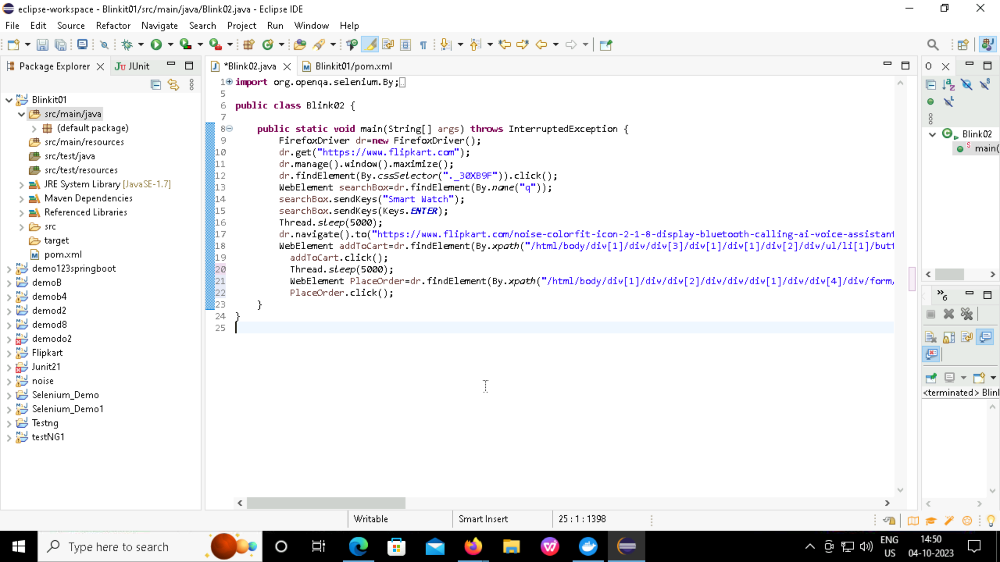 eclipse-workspace - Blinkit01/src/main/java/Blink02.java - Eclipse IDE
File Edit Source Refactor Navigate Search Project Run Window Help
Package Explorer JUnit
*Blink02.java Blinkit01/pom.xml
Blinkit01
src/main/java
(default package)
src/main/resources
src/test/java
src/test/resources
JRE System Library [JavaSE-1.7]
Maven Dependencies
Referenced Libraries
src
target
pom.xml
demo123springboot
demoB
demob4
demod2
demod8
demodo2
Flipkart
Junit21
noise
Selenium_Demo
Selenium_Demo1
Testng
testNG1
1 import org.openqa.selenium.By;
5
6 public class Blink02 {
7
8 public static void main(String[] args) throws InterruptedException {
9 FirefoxDriver dr=new FirefoxDriver();
10 dr.get("https://www.flipkart.com");
11 dr.manage().window().maximize();
12 dr.findElement(By.cssSelector("._30XB9F")).click();
13 WebElement searchBox=dr.findElement(By.name("q"));
14 searchBox.sendKeys("Smart Watch");
15 searchBox.sendKeys(Keys.ENTER);
16 Thread.sleep(5000);
17 dr.navigate().to("https://www.flipkart.com/noise-colorfit-icon-2-1-8-display-bluetooth-calling-ai-voice-assistant
18 WebElement addToCart=dr.findElement(By.xpath("/html/body/div[1]/div/div[3]/div[1]/div[1]/div[2]/div/ul/li[1]/butt
19 addToCart.click();
20 Thread.sleep(5000);
21 WebElement PlaceOrder=dr.findElement(By.xpath("/html/body/div[1]/div/div[2]/div/div/div[1]/div/div[4]/div/form/
22 PlaceOrder.click();
23 }
24 }
25
O
Blink02
main(
»6
<terminated> Blinl
Writable Smart Insert 25 : 1 : 1398
Type here to search
ENG
US
14:50
04-10-2023